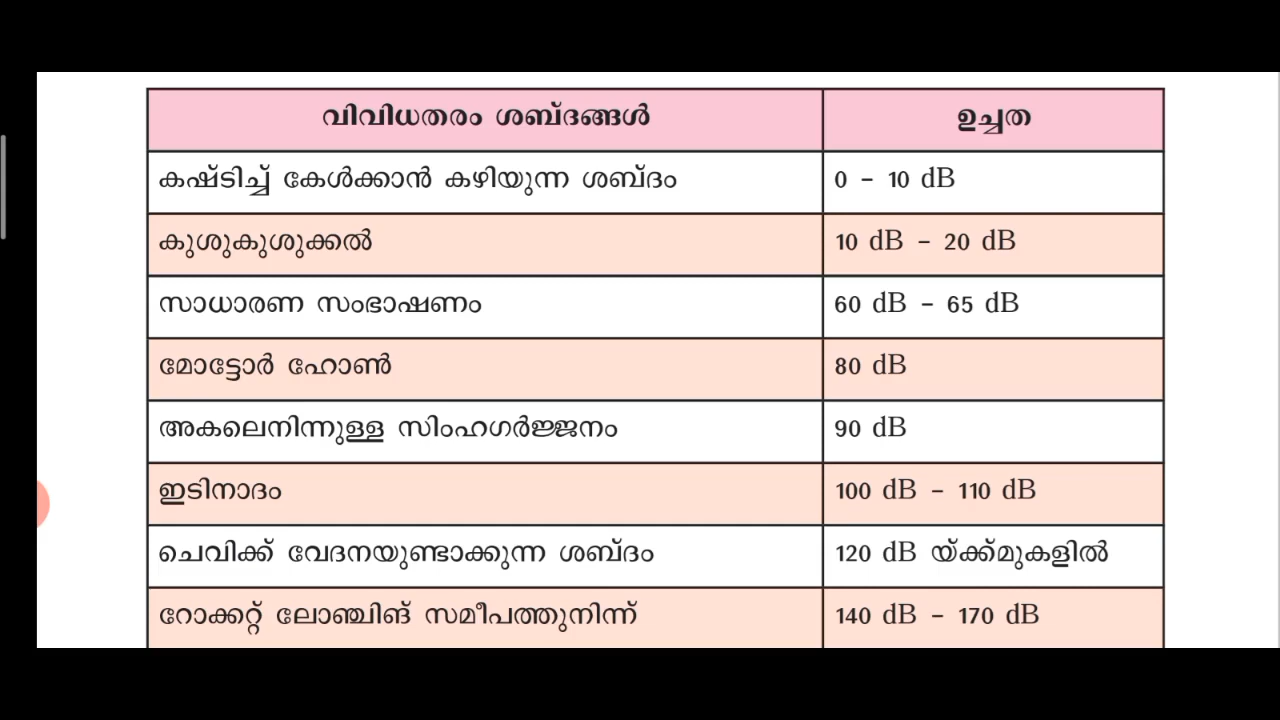 വിവിധതരം ശബ്ദങ്ങൾ ഉച്ചത
കഷ്ടിച്ച് കേൾക്കാൻ കഴിയുന്ന ശബ്ദം 0 – 10 dB
കുശുകുശുക്കൽ 10 dB – 20 dB
സാധാരണ സംഭാഷണം 60 dB – 65 dB
മോട്ടോർ ഹോൺ 80 dB
അകലെനിന്നുള്ള സിംഹഗർജ്ജനം 90 dB
ഇടിനാദം 100 dB – 110 dB
ചെവിക്ക് വേദനയുണ്ടാക്കുന്ന ശബ്ദം 120 dB യ്ക്ക്മുകളിൽ
റോക്കറ്റ് ലോഞ്ചിങ് സമീപത്തുനിന്ന് 140 dB – 170 dB